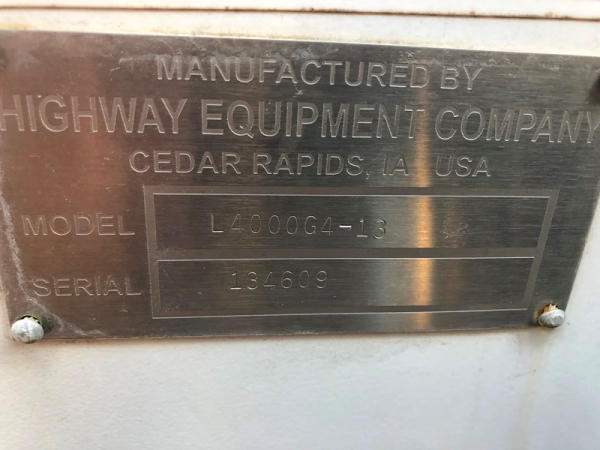 MANUFACTURED BY
HIGHWAY EQUIPMENT COMPANY
CEDAR RAPIDS, IA USA
MODEL L4000G4-13
SERIAL 134609